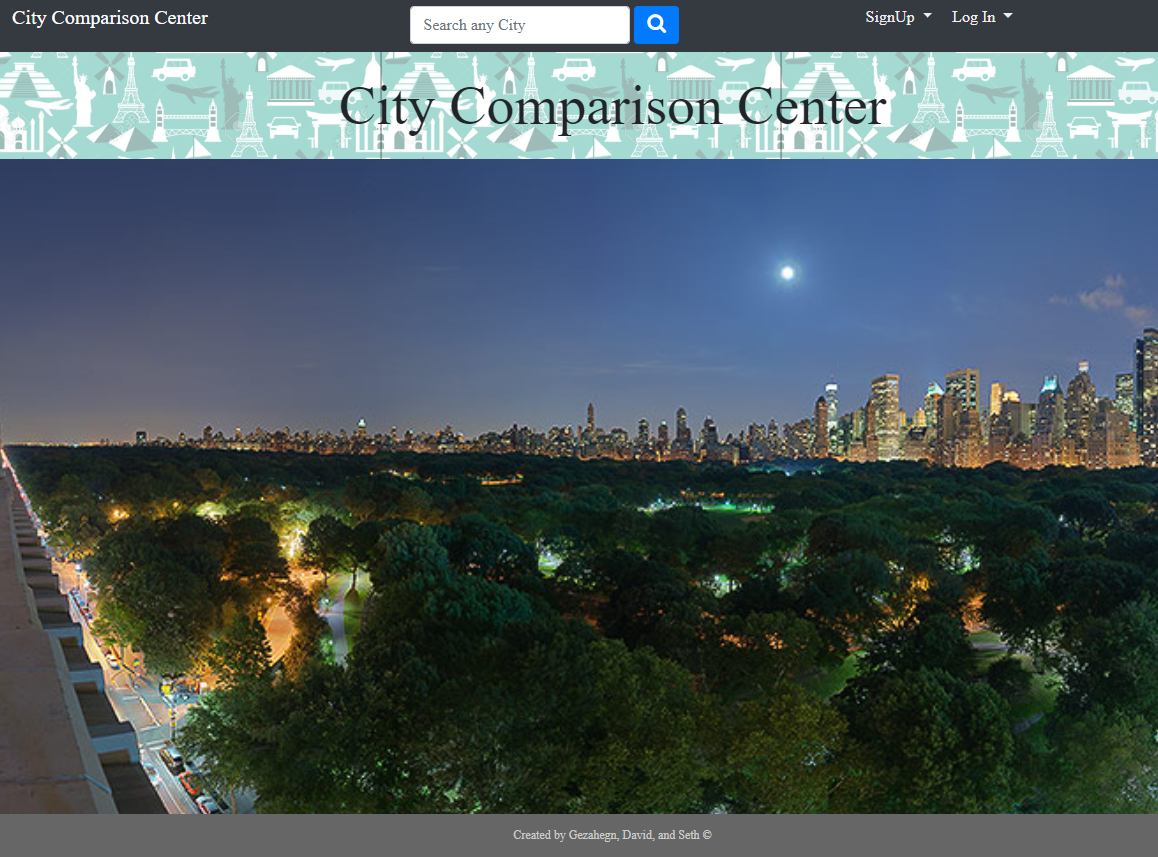 City Comparison Center
Search any City
SignUp
Log In
City Comparison Center
Created by Gezahegn, David, and Seth ©